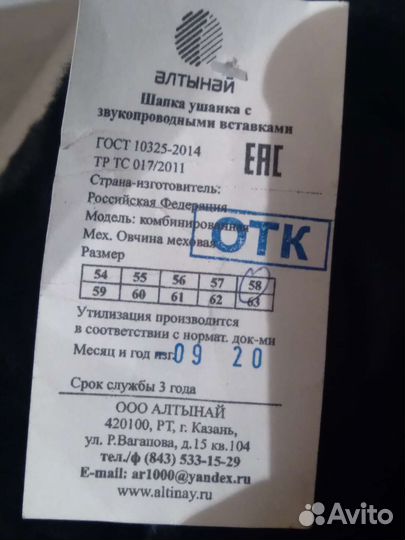 алтынай
Шапка ушанка с
звукопроводными вставками
ГОСТ 10325-2014
ТР ТС 017/2011
EAC
Страна-изготовитель:
Российская Федерация
Модель: комбинированная
Мех. Овчина меховая
ОТК
Размер
54 55 56 57 58
59 60 61 62 63
Утилизация производится
в соответствии с нормат. док-ми
Месяц и год изг. 09 20
Срок службы 3 года
ООО АЛТЫНАЙ
420100, РТ, г. Казань,
ул. Р.Вагапова, д.15 кв.104
тел./ф (843) 533-15-29
E-mail: ar1000@yandex.ru
www.altinay.ru
Avito